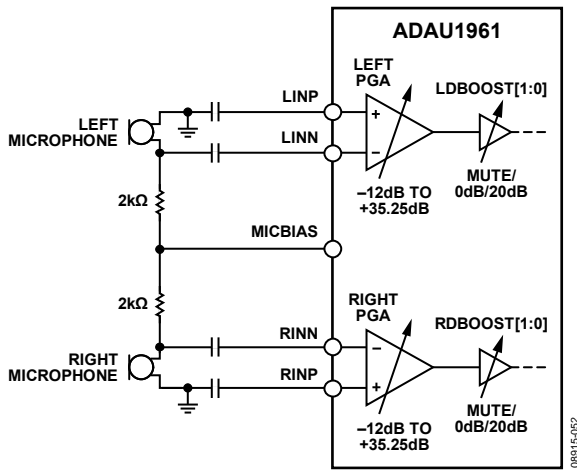 ADAU1961
LEFT
PGA
LDBOOST[1:0]
LINP
LEFT
MICROPHONE
LINN
+
–
MUTE/
0dB/20dB
–12dB TO
+35.25dB
2kΩ
MICBIAS
2kΩ
RIGHT
PGA
RDBOOST[1:0]
RINN
RIGHT
MICROPHONE
RINP
–
+
MUTE/
0dB/20dB
–12dB TO
+35.25dB
08915-052